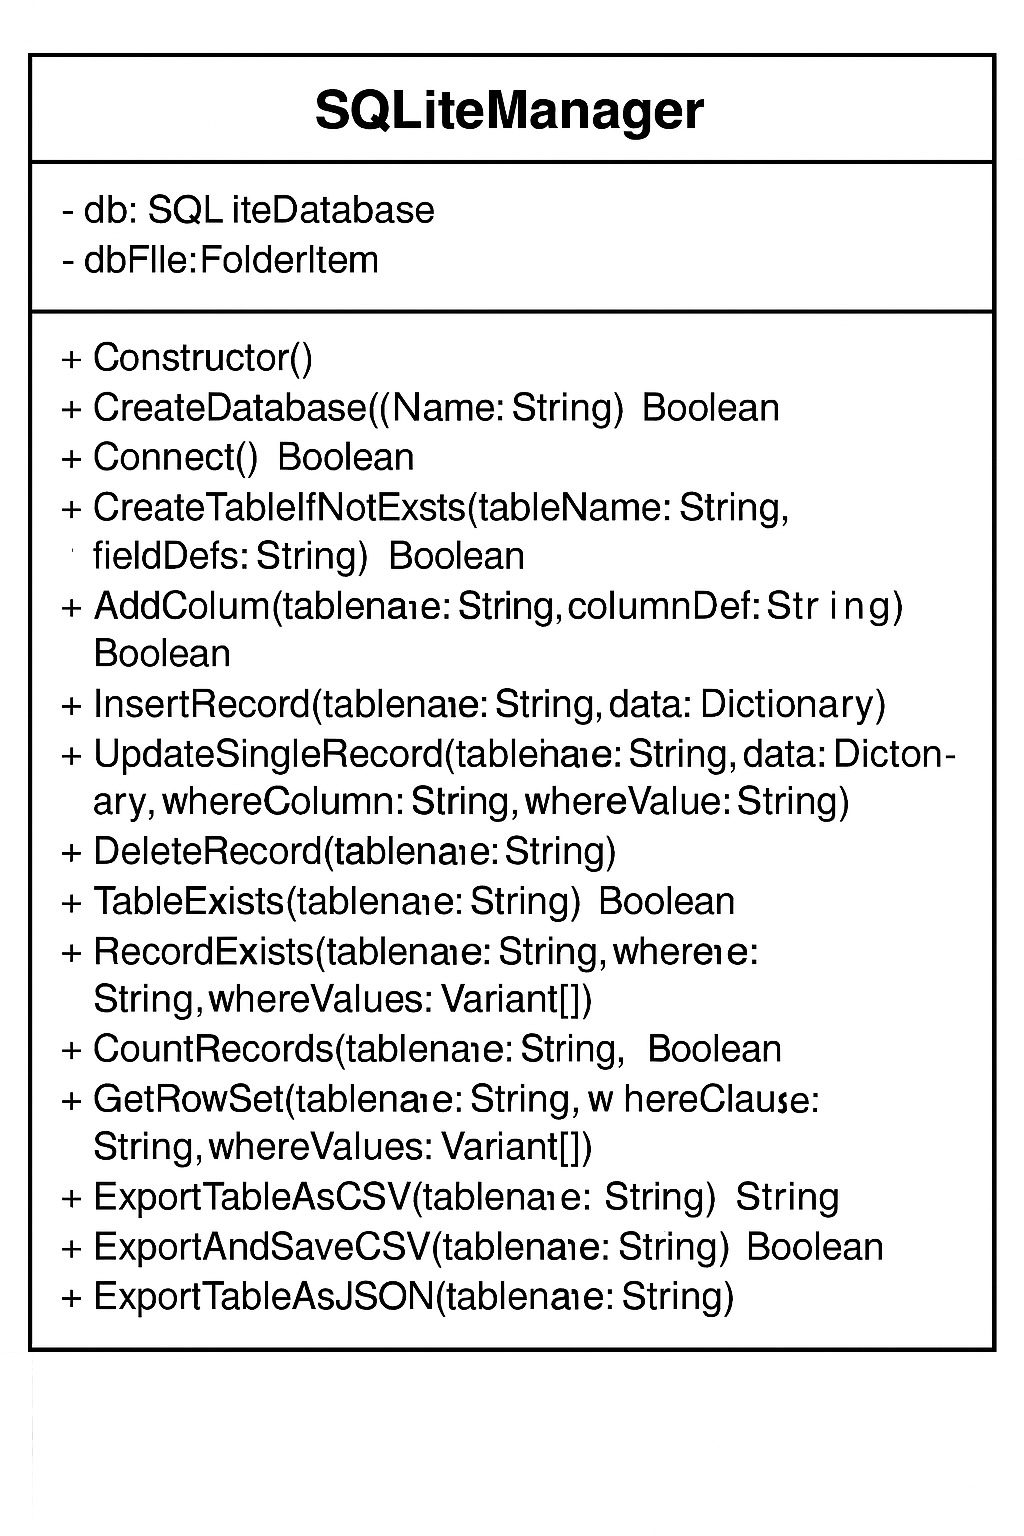 SQLiteManager
- db: SQL iteDatabase
- dbFIle:FolderItem
+ Constructor()
+ CreateDatabase((Name: String) Boolean
+ Connect() Boolean
+ CreateTableIfNotExsts(tableName: String,
fieldDefs: String) Boolean
+ AddColum(tablenaıe: String, columnDef: Str i n g)
Boolean
+ InsertRecord(tablenaıe: String, data: Dictionary)
+ UpdateSingleRecord(tablenaıe: String, data: Dicton-
ary, whereColumn: String, whereValue: String)
+ DeleteRecord(tablenaıe: String)
+ TableExists(tablenaıe: String) Boolean
+ RecordExists(tablenaıe: String, whereıe:
String, whereValues: Variant[])
+ CountRecords(tablenaıe: String, Boolean
+ GetRowSet(tablenaıe: String, w hereClause:
String, whereValues: Variant[])
+ ExportTableAsCSV(tablenaıe: String) String
+ ExportAndSaveCSV(tablenaıe: String) Boolean
+ ExportTableAsJSON(tablenaıe: String)